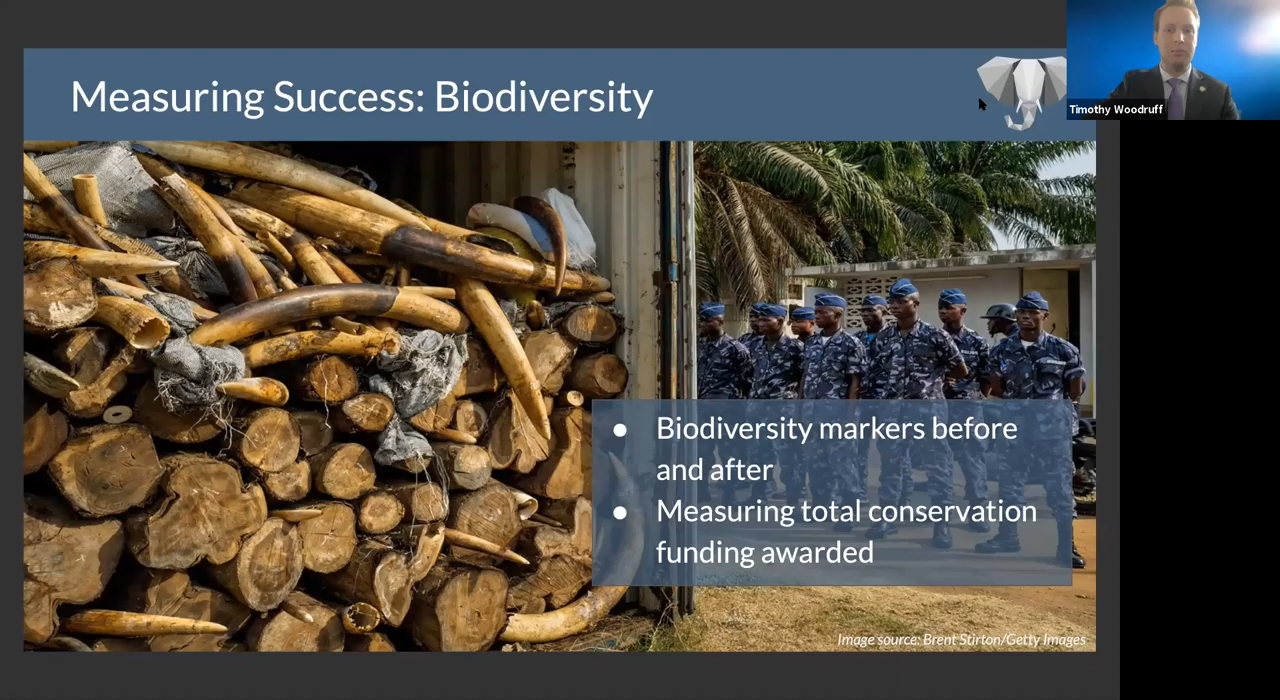 Measuring Success: Biodiversity
Timothy Woodruff
● Biodiversity markers before
and after
● Measuring total conservation
funding awarded
Image source: Brent Stirton/Getty Images